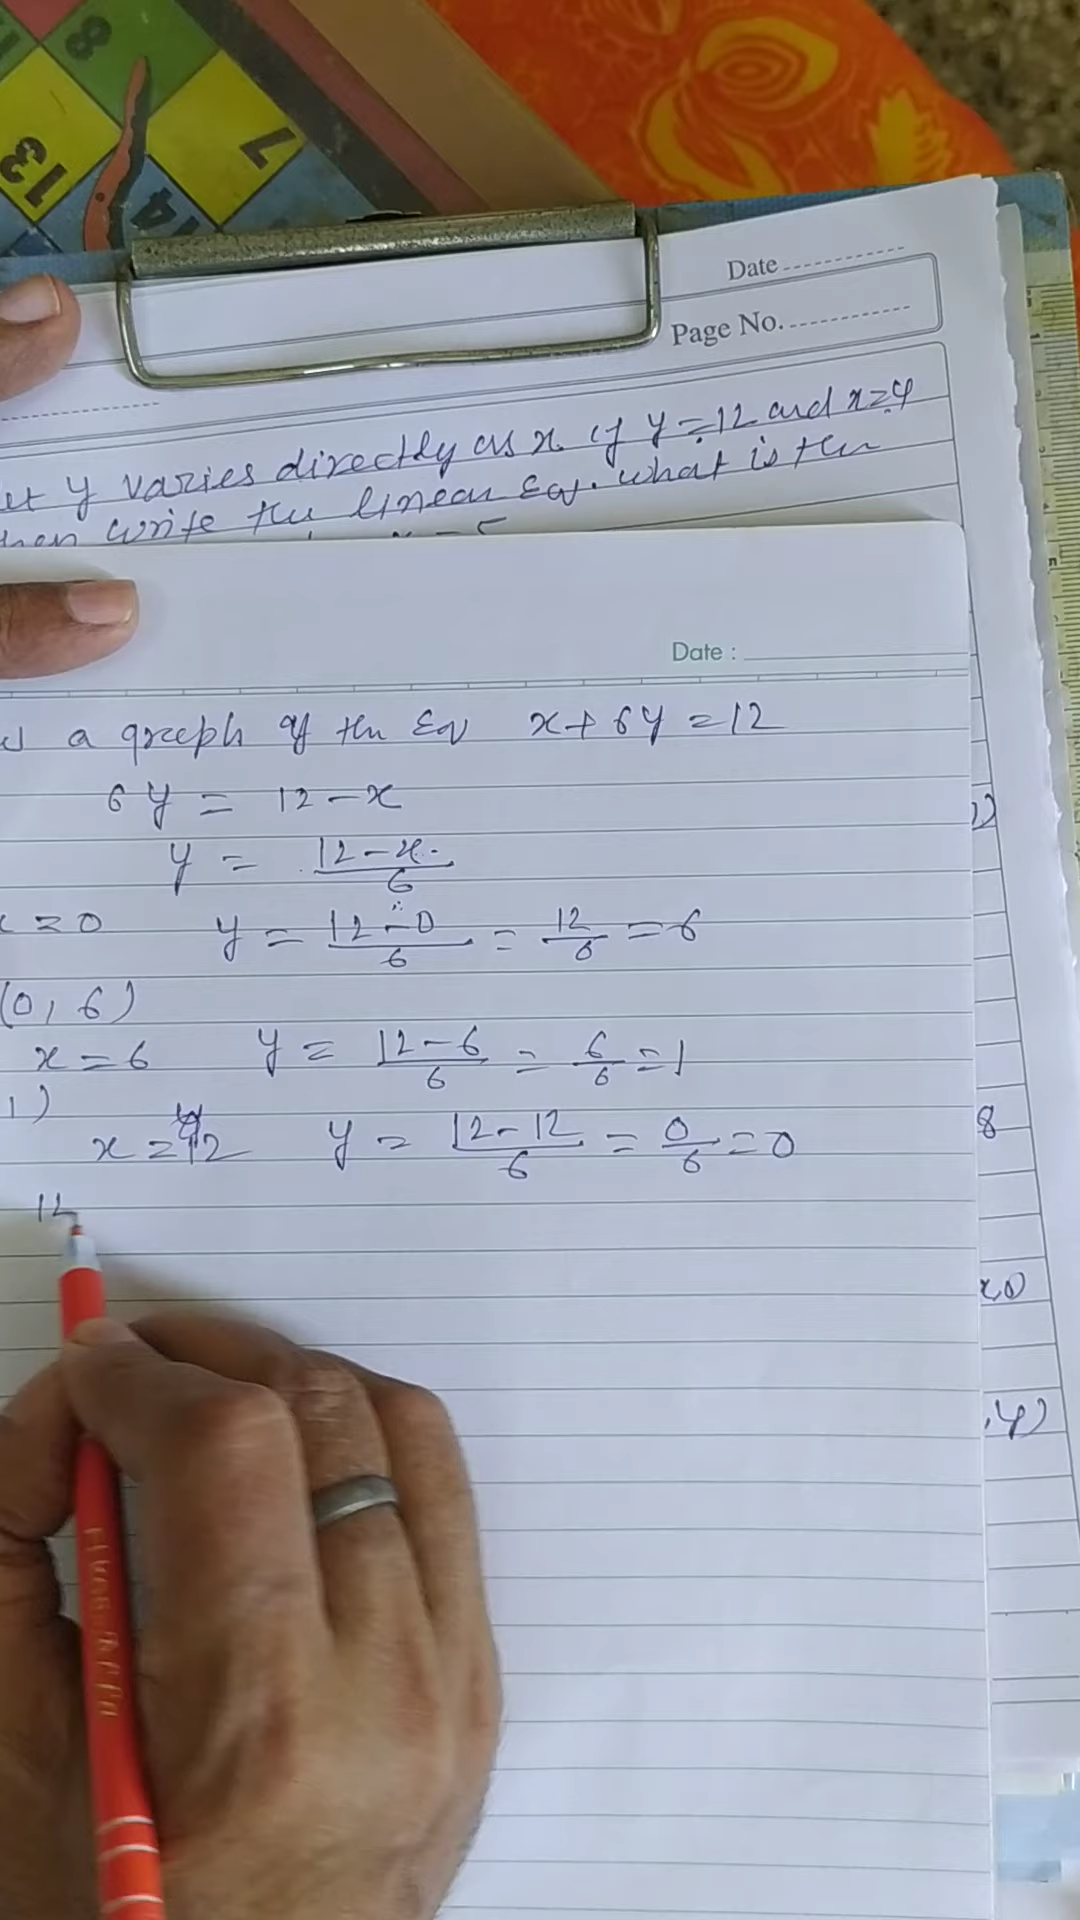 8
7
13
14
Date
Page No.
y varies directly as x if y = 12 and x = 4
write the linear Eq. what is the
Date :
a graph of the Eq x + 6y = 12
6y = 12 - x
y = 12 - x / 6
x = 0 y = 12 - 0 / 6 = 12 / 6 = 6
(0, 6)
x = 6 y = 12 - 6 / 6 = 6 / 6 = 1
1)
x = 12 y = 12 - 12 / 6 = 0 / 6 = 0
12
8
x0
,4)